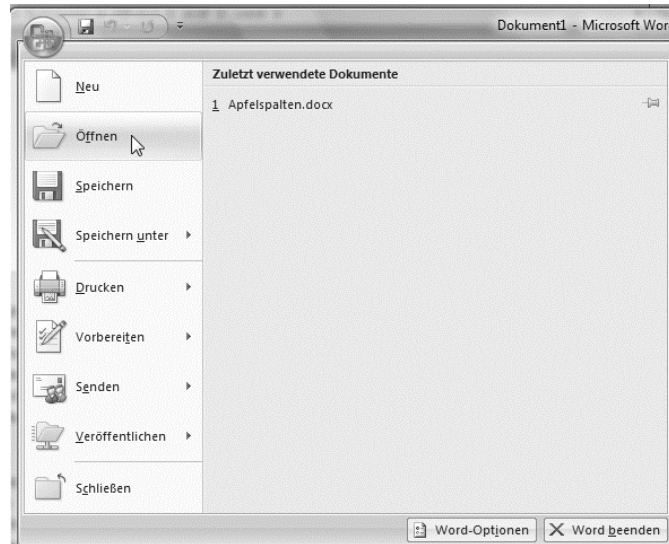 Dokument1 - Microsoft Wor
Neu
Öffnen
Speichern
Speichern unter
Drucken
Vorbereiten
Senden
Veröffentlichen
Schließen
Zuletzt verwendete Dokumente
1 Apfelspalten.docx
Word-Optionen
Word beenden